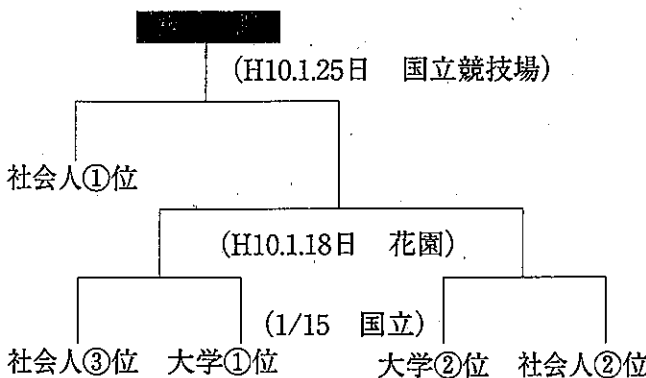 (H10.1.25日 国立競技場)
社会人①位
(H10.1.18日 花園)
(1/15 国立)
社会人③位 大学①位 大学②位 社会人②位